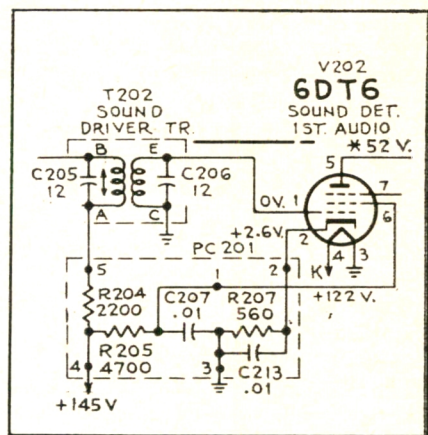 V202
6DT6
SOUND DET.
1ST. AUDIO
T202
SOUND
DRIVER TR.
B
E
C205
12
C206
12
A
C
* 52 V.
5
7
6
0V. 1
+2.6V. 2
4
3
K
+122 V.
PC 201
5
1
2
R204
2200
C207
.01
R207
560
R205
4700
4
3
C213
.01
+145V